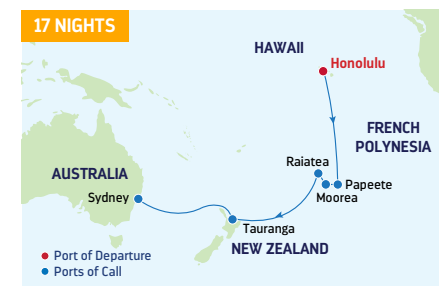 17 NIGHTS
HAWAII
Honolulu
FRENCH
POLYNESIA
Raiatea
Papeete
Moorea
AUSTRALIA
Sydney
Tauranga
NEW ZEALAND
Port of Departure
Ports of Call